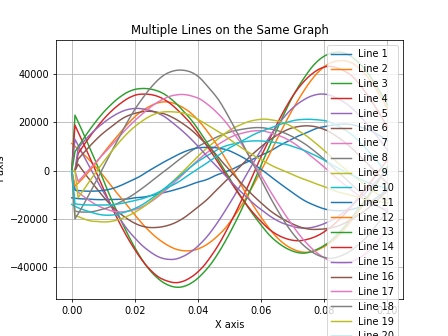 Multiple Lines on the Same Graph
40000
20000
0
−20000
−40000
0.00
0.02
0.04
0.06
X axis
Line 1
Line 2
Line 3
Line 4
Line 5
Line 6
Line 7
Line 8
Line 9
Line 10
Line 11
Line 12
Line 13
Line 14
Line 15
Line 16
Line 17
Line 18
Line 19